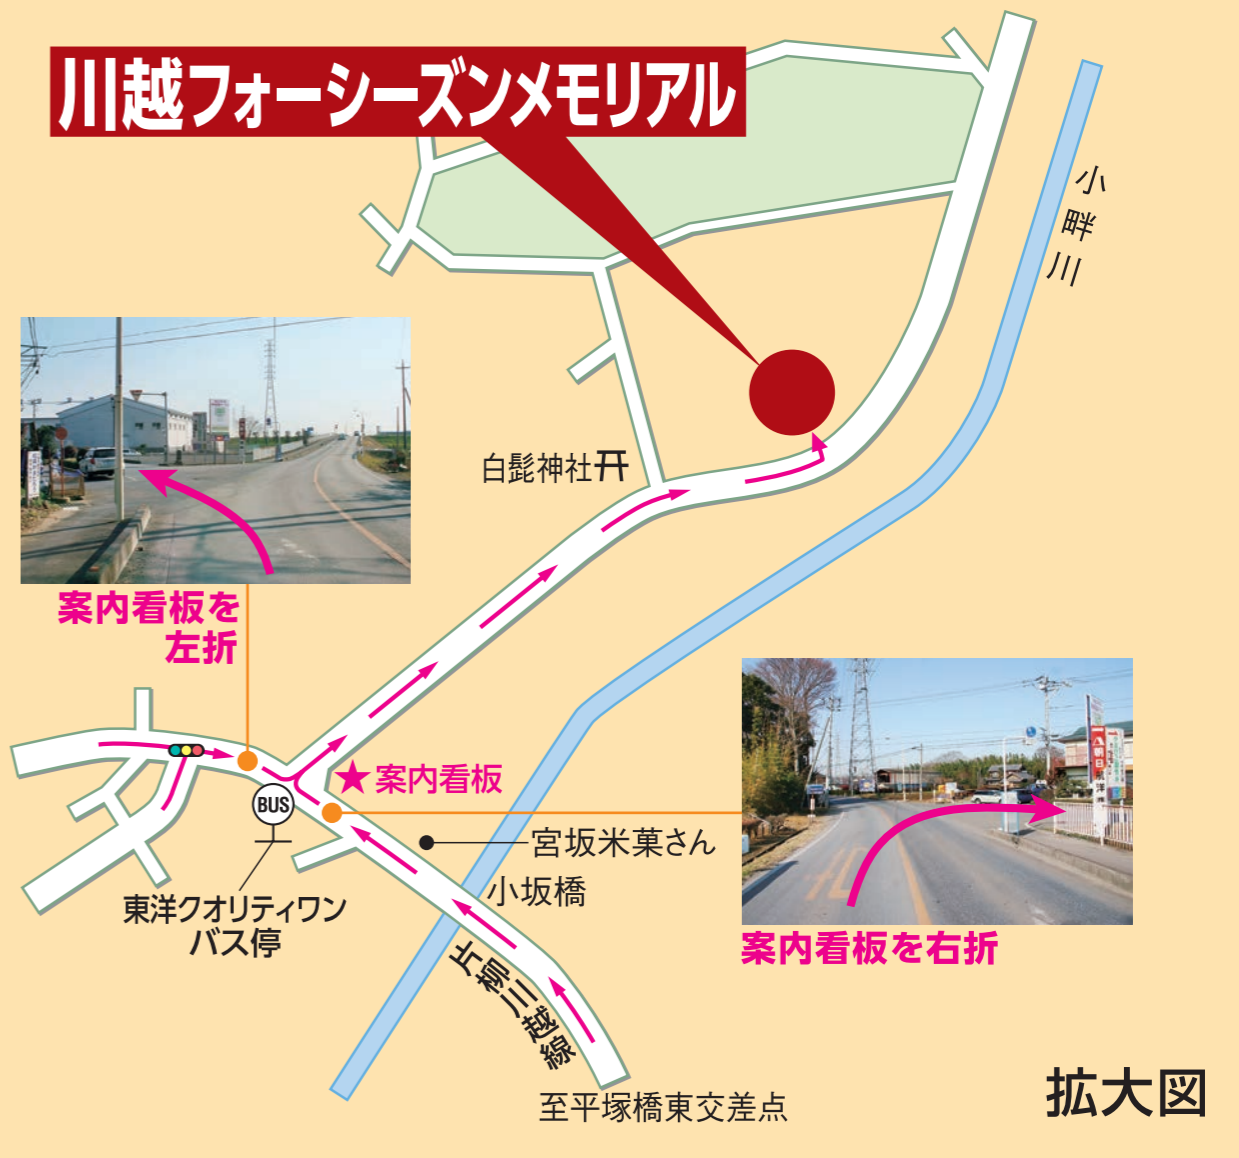 川越フォーシーズンメモリアル
小畔川
白髭神社
案内看板を
左折
★案内看板
BUS
宮坂米菓さん
小坂橋
東洋クオリティワン
バス停
案内看板を右折
片柳川越線
至平塚橋東交差点
拡大図